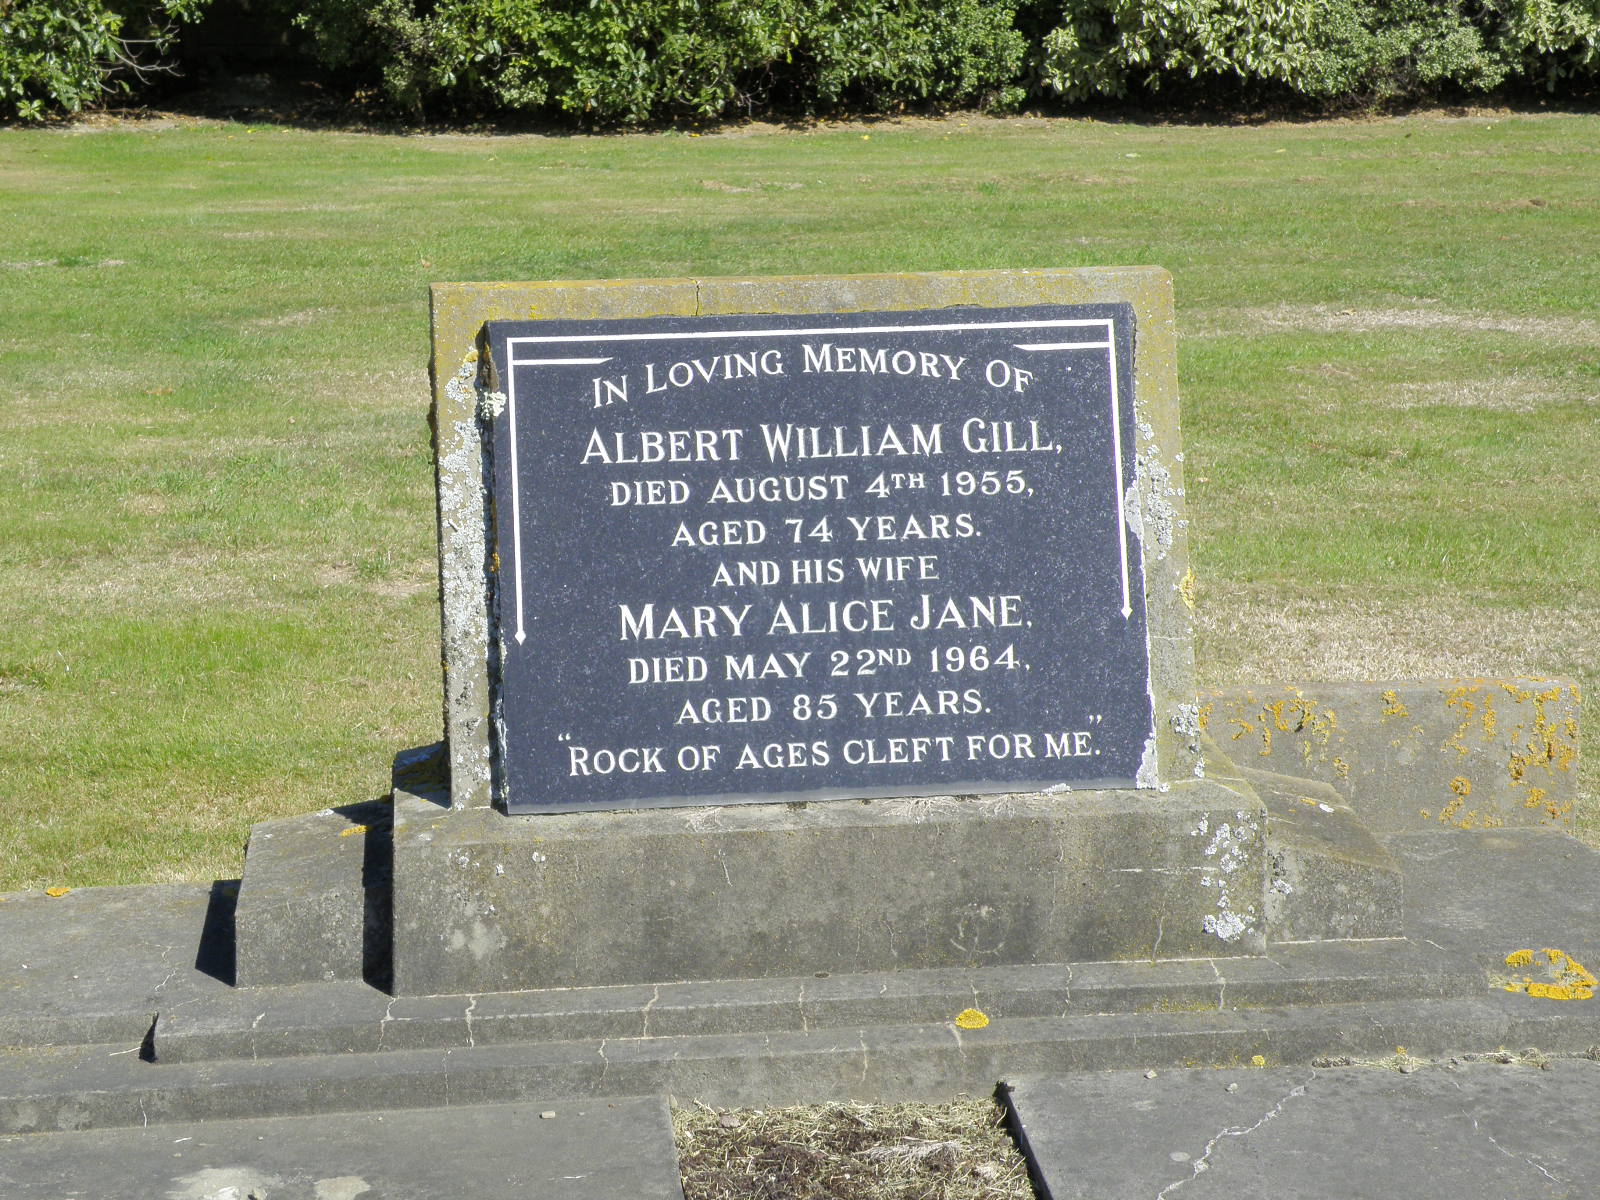 In Loving Memory Of
Albert William Gill,
died August 4th 1955,
aged 74 years.
and his wife
Mary Alice Jane,
died May 22nd 1964,
aged 85 years.
"Rock of ages cleft for me."